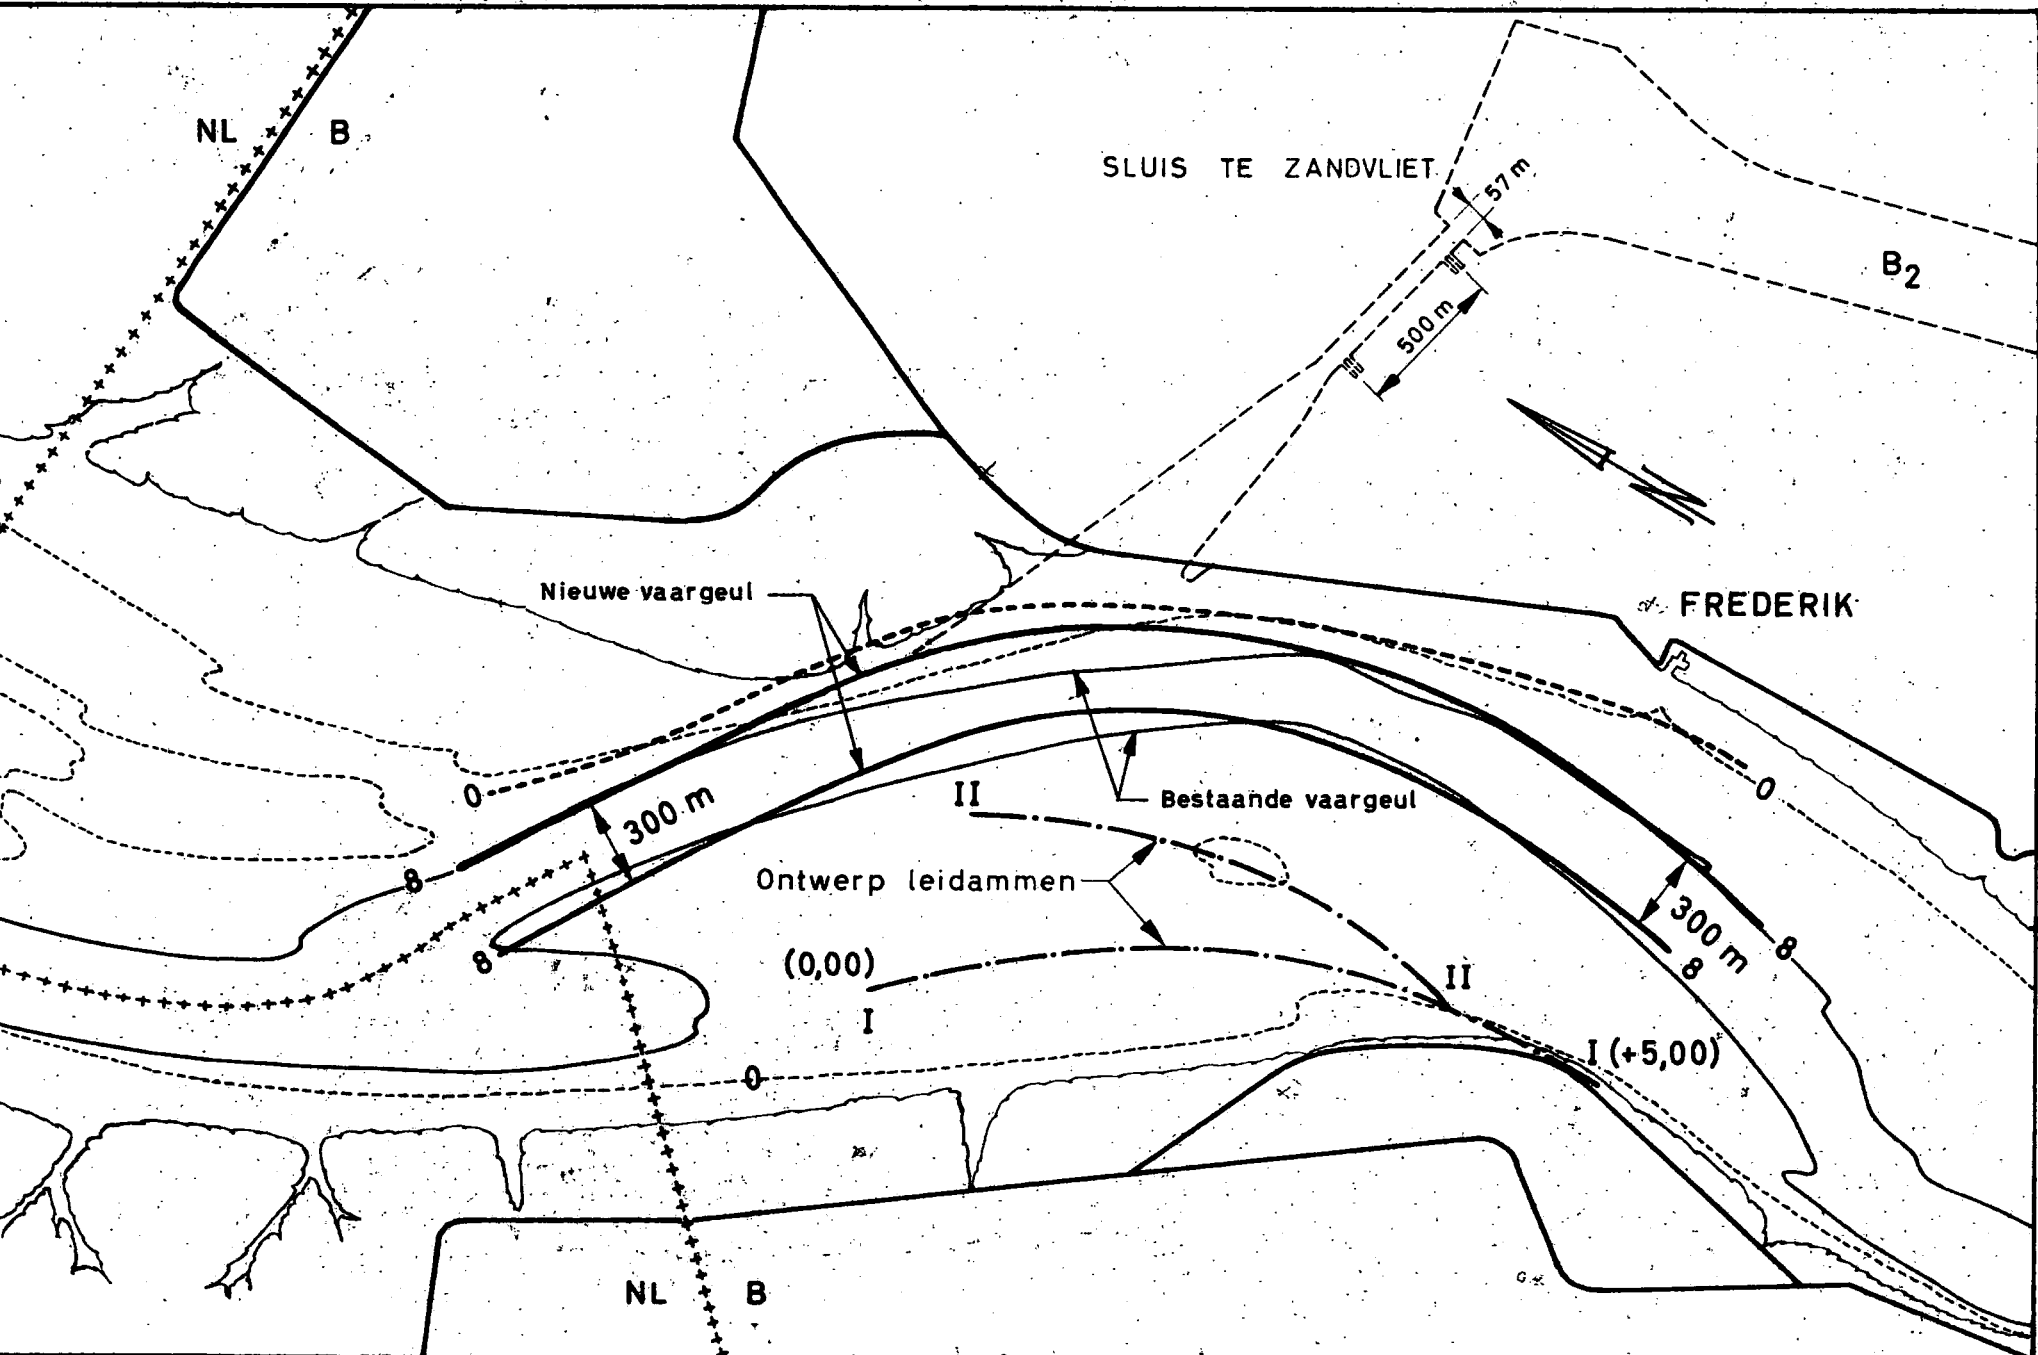 NL B
SLUIS TE ZANDVLIET
57 m
B2
500 m
N
Nieuwe vaargeul
FREDERIK
0
300 m
II
Bestaande vaargeul
0
8
Ontwerp leidammen
300 m
8
8
8
(0,00)
II
I
I (+5,00)
0
NL B